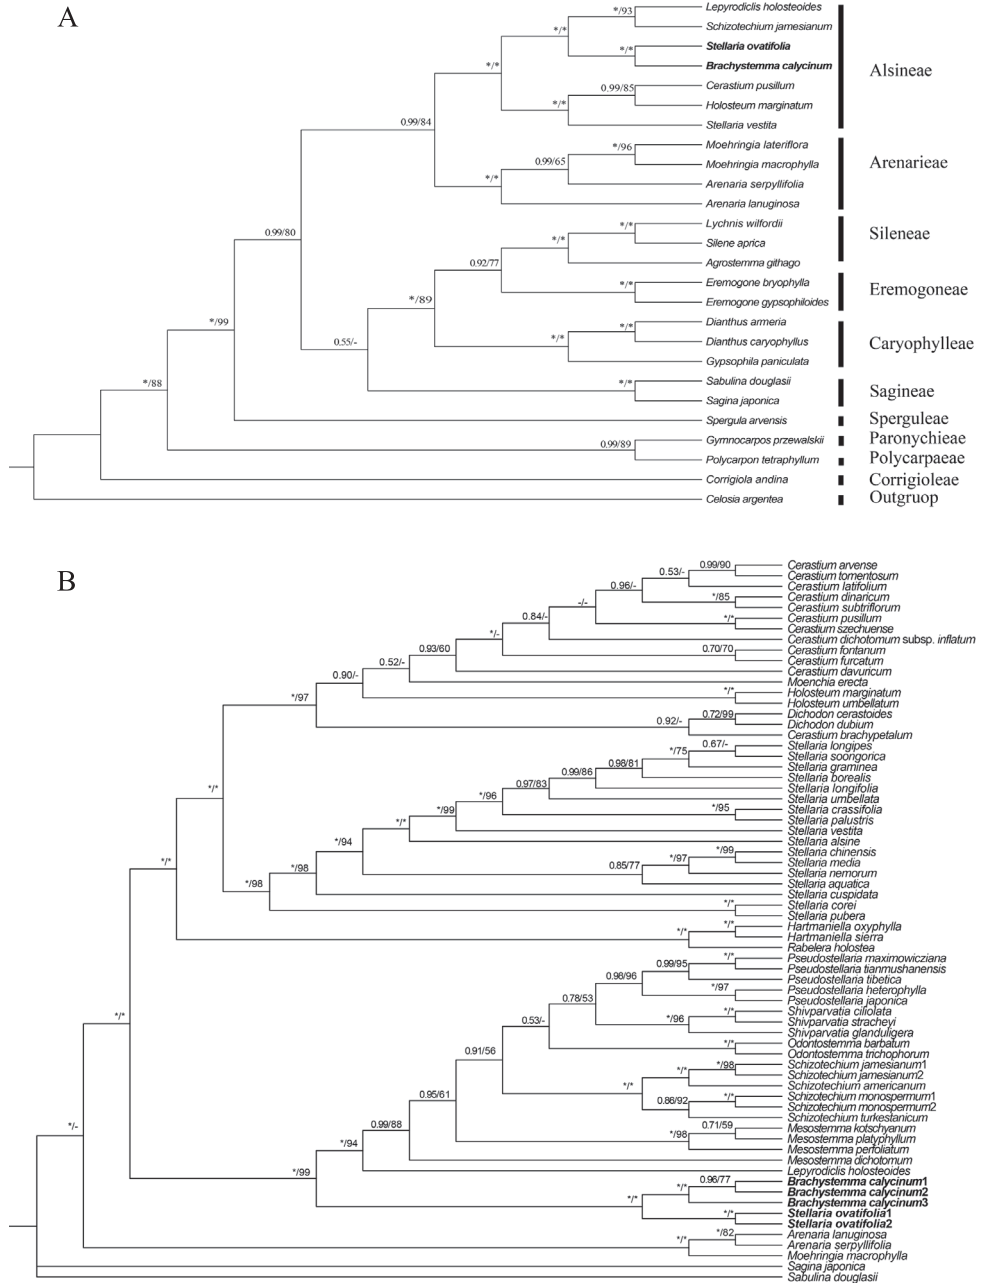 A
Lepyrodiclis holosteoides
*/93
Schizotechium jamesianum
*/*
Stellaria ovatifolia
*/*
Brachystemma calycinum
*/*
Alsineae
Cerastium pusillum
0.99/85
Holosteum marginatum
*/*
Stellaria vestita
0.99/84
Moehringia lateriflora
*/96
Moehringia macrophylla
0.99/65
Arenarieae
Arenaria serpyllifolia
*/*
Arenaria lanuginosa
Lychnis wilfordii
*/*
Silene aprica
*/*
Sileneae
0.99/80
Agrostemma githago
0.92/77
Eremogone bryophylla
*/*
Eremogone gypsophiloides
Eremogoneae
*/89
Dianthus armeria
*/*
Dianthus caryophyllus
*/*
Caryophylleae
Gypsophila paniculata
*/99
0.55/-
Sabulina douglasii
*/*
Sagina japonica
Sagineae
*/88
Spergula arvensis
Sperguleae
Gymnocarpos przewalskii
Paronychieae
0.99/89
Polycarpon tetraphyllum
Polycarpaeae
Corrigiola andina
Corrigioleae
Celosia argentea
Outgruop
B
Cerastium arvense
0.99/90
Cerastium tomentosum
0.53/-
Cerastium latifolium
0.96/-
Cerastium dinaricum
*/85
Cerastium subtriflorum
-/-
Cerastium pusillum
*/*
Cerastium szechuense
0.84/-
Cerastium dichotomum subsp. inflatum
*/-
Cerastium fontanum
0.70/70
Cerastium furcatum
0.93/60
Cerastium davuricum
0.52/-
Moenchia erecta
0.90/-
Holosteum marginatum
*/*
Holosteum umbellatum
*/97
Dichodon cerastoides
0.72/99
Dichodon dubium
0.92/-
Cerastium brachypetalum
Stellaria longipes
0.67/-
Stellaria soongorica
*/75
Stellaria graminea
0.98/81
Stellaria borealis
0.99/86
Stellaria longifolia
0.97/83
Stellaria umbellata
*/96
Stellaria crassifolia
*/95
Stellaria palustris
*/99
Stellaria vestita
*/*
Stellaria alsine
*/94
Stellaria chinensis
*/99
Stellaria media
*/97
Stellaria nemorum
0.85/77
Stellaria aquatica
*/98
Stellaria cuspidata
*/98
Stellaria corei
*/*
Stellaria pubera
*/*
*/*
Hartmaniella oxyphylla
*/*
Hartmaniella sierra
*/*
Rabelera holostea
Pseudostellaria maximowicziana
*/*
Pseudostellaria tianmushanensis
0.99/95
Pseudostellaria tibetica
0.98/96
Pseudostellaria heterophylla
*/97
Pseudostellaria japonica
0.78/53
Shivparvatia ciliolata
*/*
Shivparvatia stracheyi
*/96
Shivparvatia glanduligera
0.53/-
Odontostemma barbatum
*/*
Odontostemma trichophorum
0.91/56
Schizotechium jamesianum1
*/98
Schizotechium jamesianum2
*/*
Schizotechium americanum
*/*
Schizotechium monospermum1
*/*
Schizotechium monospermum2
0.86/92
Schizotechium turkestanicum
0.95/61
Mesostemma kotschyanum
0.71/59
Mesostemma platyphyllum
*/98
Mesostemma perfoliatum
0.99/88
Mesostemma dichotomum
*/94
Lepyrodiclis holosteoides
*/99
Brachystemma calycinum1
0.96/77
Brachystemma calycinum2
*/*
Brachystemma calycinum3
*/*
Stellaria ovatifolia1
*/*
Stellaria ovatifolia2
*/*
*/-
Arenaria lanuginosa
*/82
Arenaria serpyllifolia
*/*
Moehringia macrophylla
Sagina japonica
Sabulina douglasii